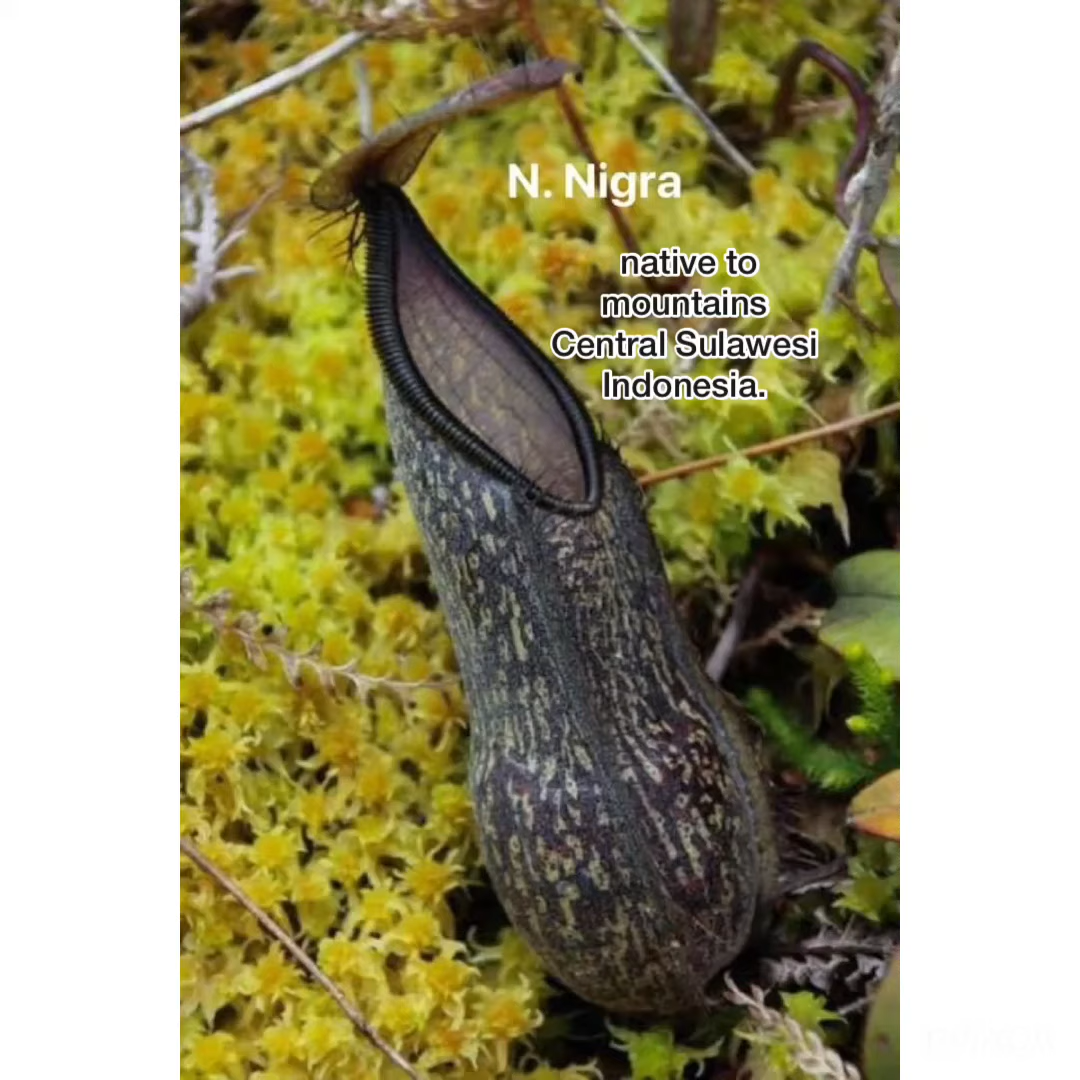 N. Nigra
native to
mountains
Central Sulawesi
Indonesia.